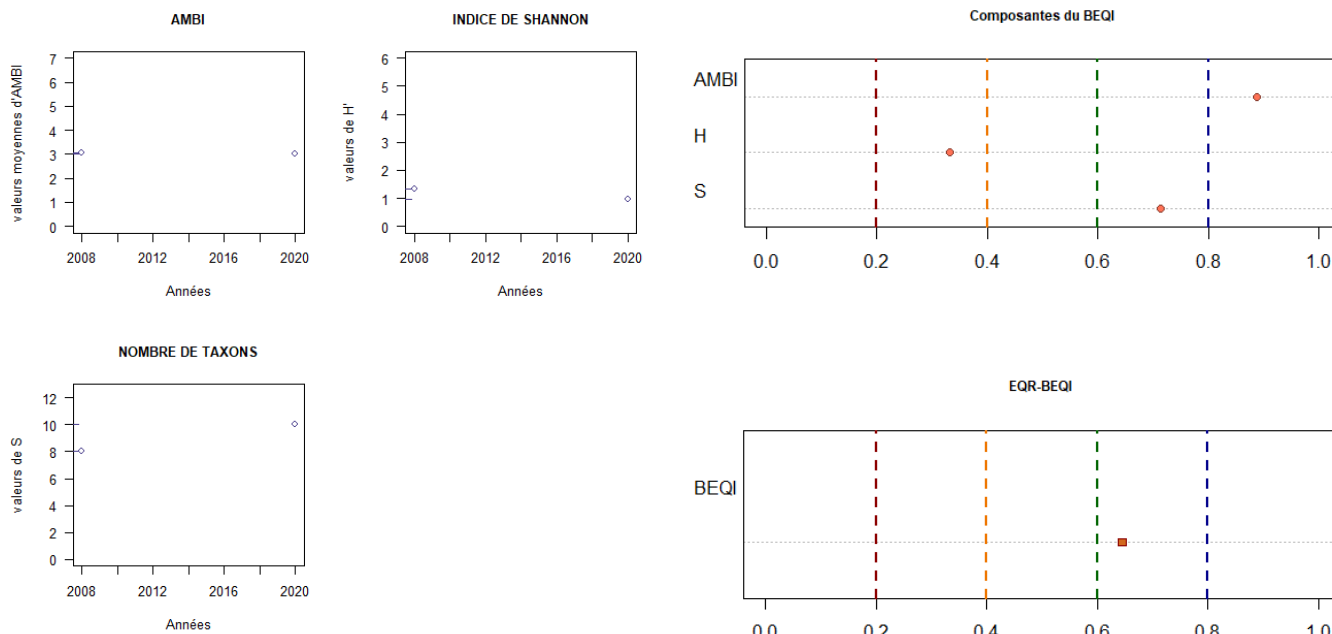 AMBI
valeurs moyennes d'AMBI
7
6
5
4
3
2
1
0
2008 2012 2016 2020
Années
INDICE DE SHANNON
valeurs de H'
6
5
4
3
2
1
0
2008 2012 2016 2020
Années
Composantes du BEQI
AMBI
H
S
0.0 0.2 0.4 0.6 0.8 1.0
NOMBRE DE TAXONS
valeurs de S
12
10
8
6
4
2
0
2008 2012 2016 2020
Années
EQR-BEQI
BEQI
0.0 0.2 0.4 0.6 0.8 1.0